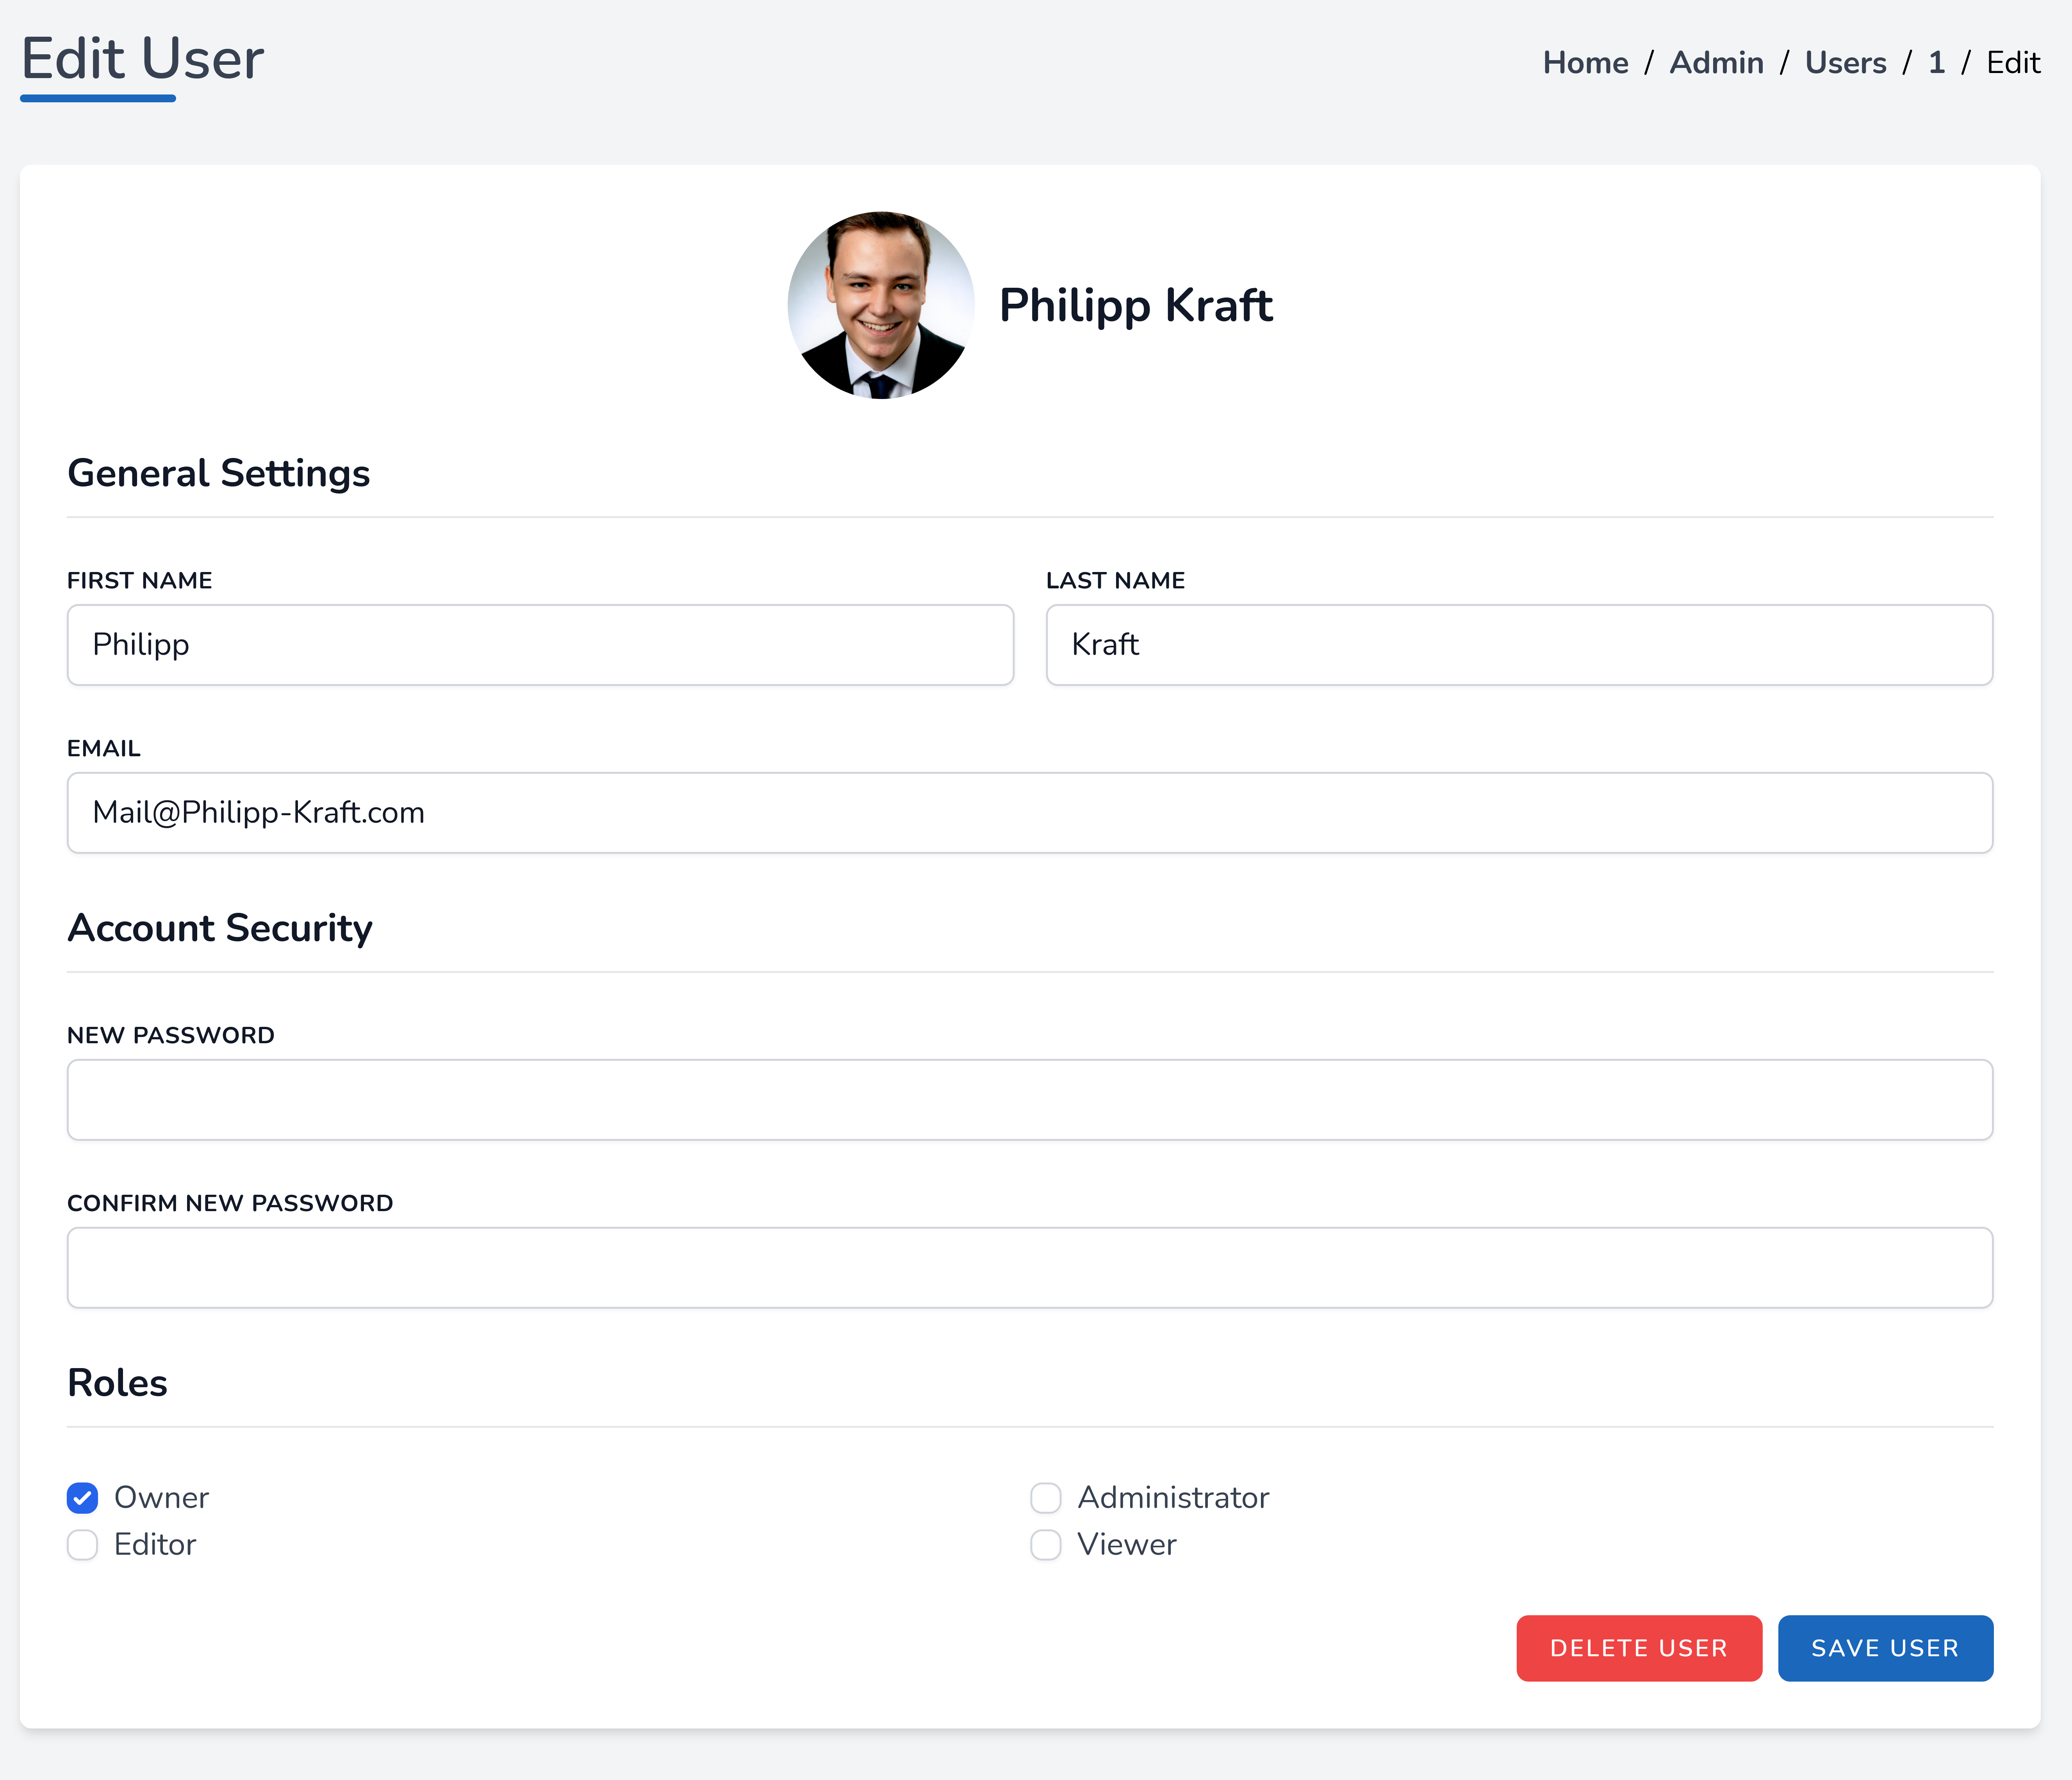 Edit User
Home / Admin / Users / 1 / Edit
Philipp Kraft
General Settings
FIRST NAME
LAST NAME
Philipp
Kraft
EMAIL
Mail@Philipp-Kraft.com
Account Security
NEW PASSWORD
CONFIRM NEW PASSWORD
Roles
Owner
Administrator
Editor
Viewer
DELETE USER
SAVE USER